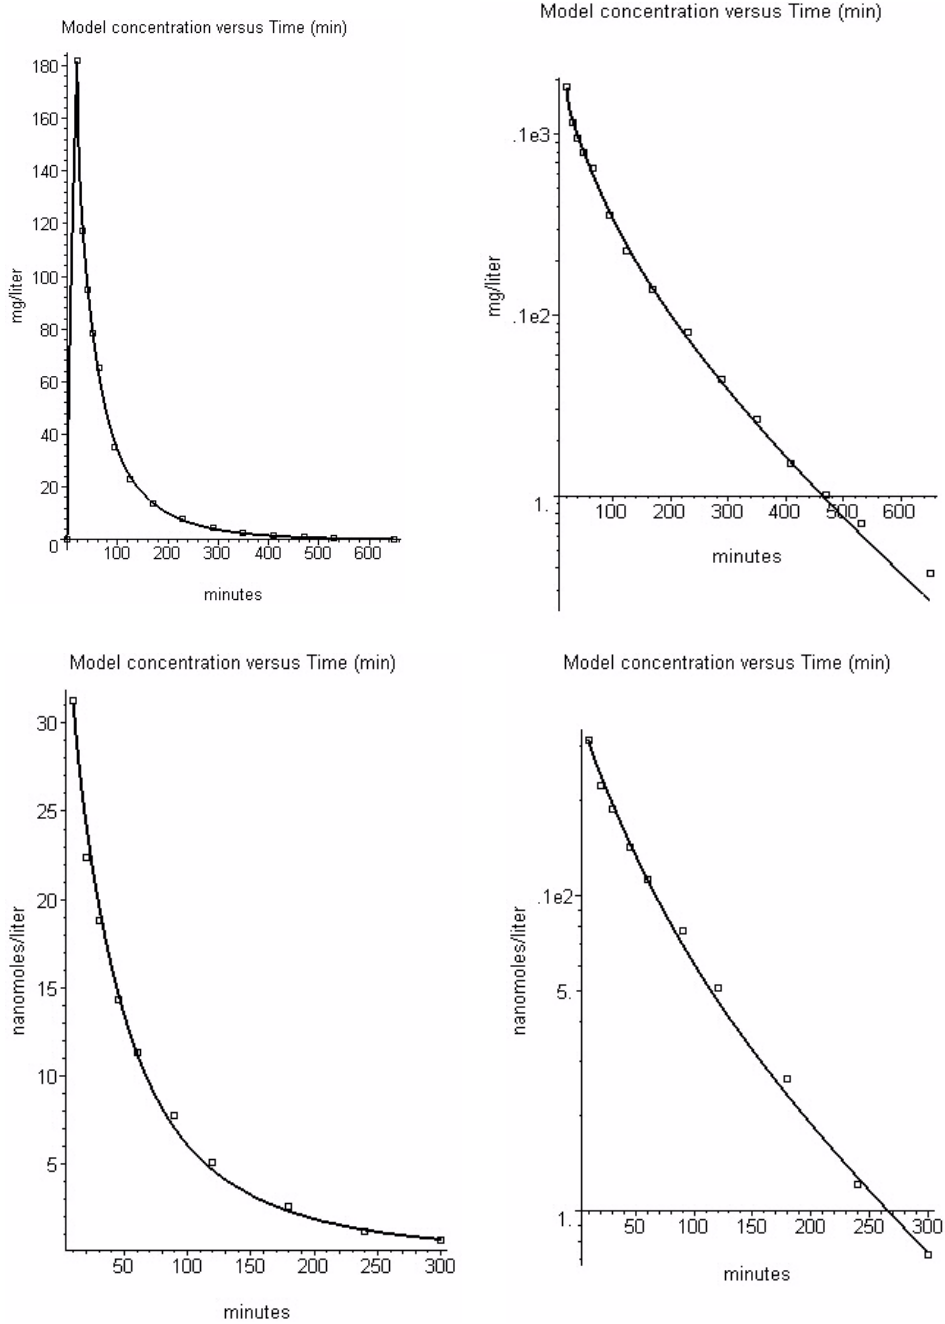 Model concentration versus Time (min)
180
160
140
120
100
80
60
40
20
0
mg/liter
100 200 300 400 500 600
minutes
Model concentration versus Time (min)
.1e3
.1e2
1.
mg/liter
100 200 300 400 500 600
minutes
Model concentration versus Time (min)
30
25
20
15
10
5
nanomoles/liter
50 100 150 200 250 300
minutes
Model concentration versus Time (min)
.1e2
5.
1.
nanomoles/liter
50 100 150 200 250 300
minutes